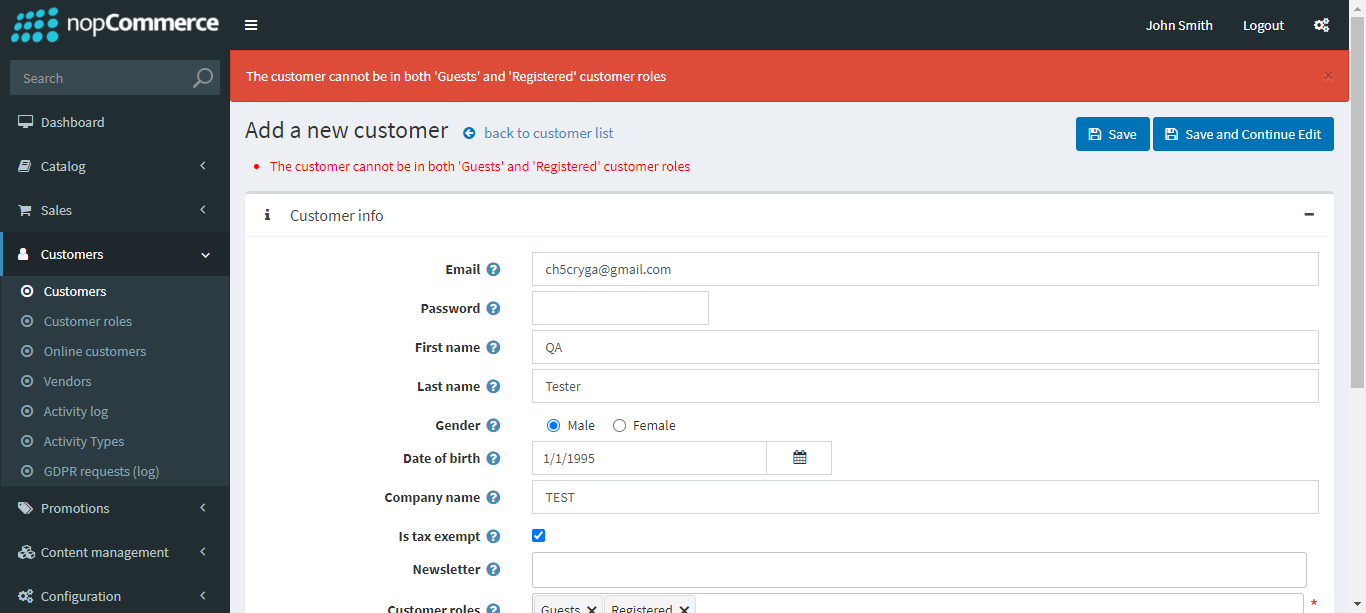 nopCommerce
John Smith Logout
Search
The customer cannot be in both 'Guests' and 'Registered' customer roles
×
Dashboard
Catalog
Sales
Customers
Customers
Customer roles
Online customers
Vendors
Activity log
Activity Types
GDPR requests (log)
Promotions
Content management
Configuration
Add a new customer back to customer list
Save Save and Continue Edit
The customer cannot be in both 'Guests' and 'Registered' customer roles
Customer info
Email ch5cryga@gmail.com
Password
First name QA
Last name Tester
Gender Male Female
Date of birth 1/1/1995
Company name TEST
Is tax exempt
Newsletter
Customer roles Guests Registered *